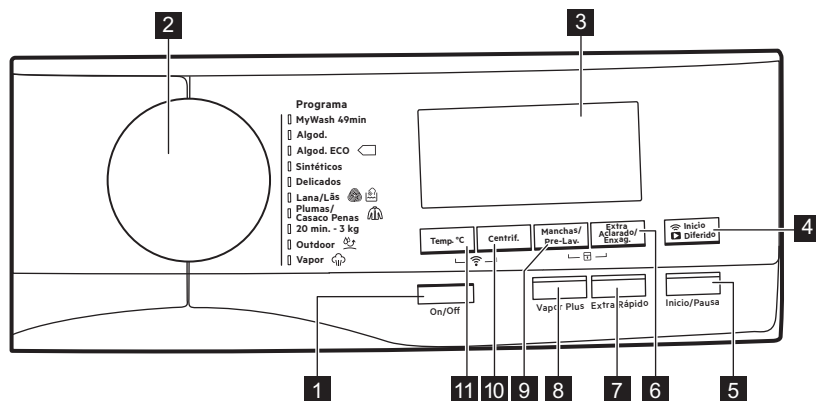 2
3
Programa
MyWash 49min
Algod.
Algod. ECO
Sintéticos
Delicados
Lana/Lãs
Plumas/
Casaco Penas
20 min. - 3 kg
Outdoor
Vapor
Temp.°C
Centrif.
Manchas/
Pre-Lav.
Extra
Aclarado/
Enxag.
Inicio
Diferido
4
On/Off
Vapor Plus
Extra Rápido
Inicio/Pausa
1
11
10
9
8
7
6
5